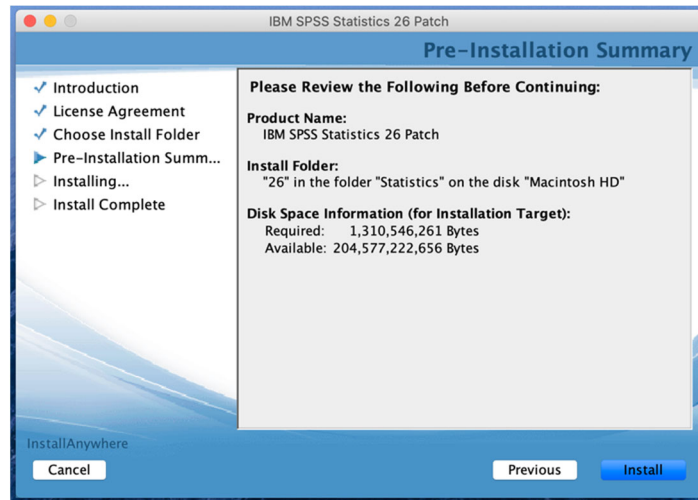 IBM SPSS Statistics 26 Patch
Pre-Installation Summary
Introduction
License Agreement
Choose Install Folder
Pre-Installation Summ...
Installing...
Install Complete
Please Review the Following Before Continuing:
Product Name:
IBM SPSS Statistics 26 Patch
Install Folder:
"26" in the folder "Statistics" on the disk "Macintosh HD"
Disk Space Information (for Installation Target):
Required: 1,310,546,261 Bytes
Available: 204,577,222,656 Bytes
InstallAnywhere
Cancel
Previous
Install